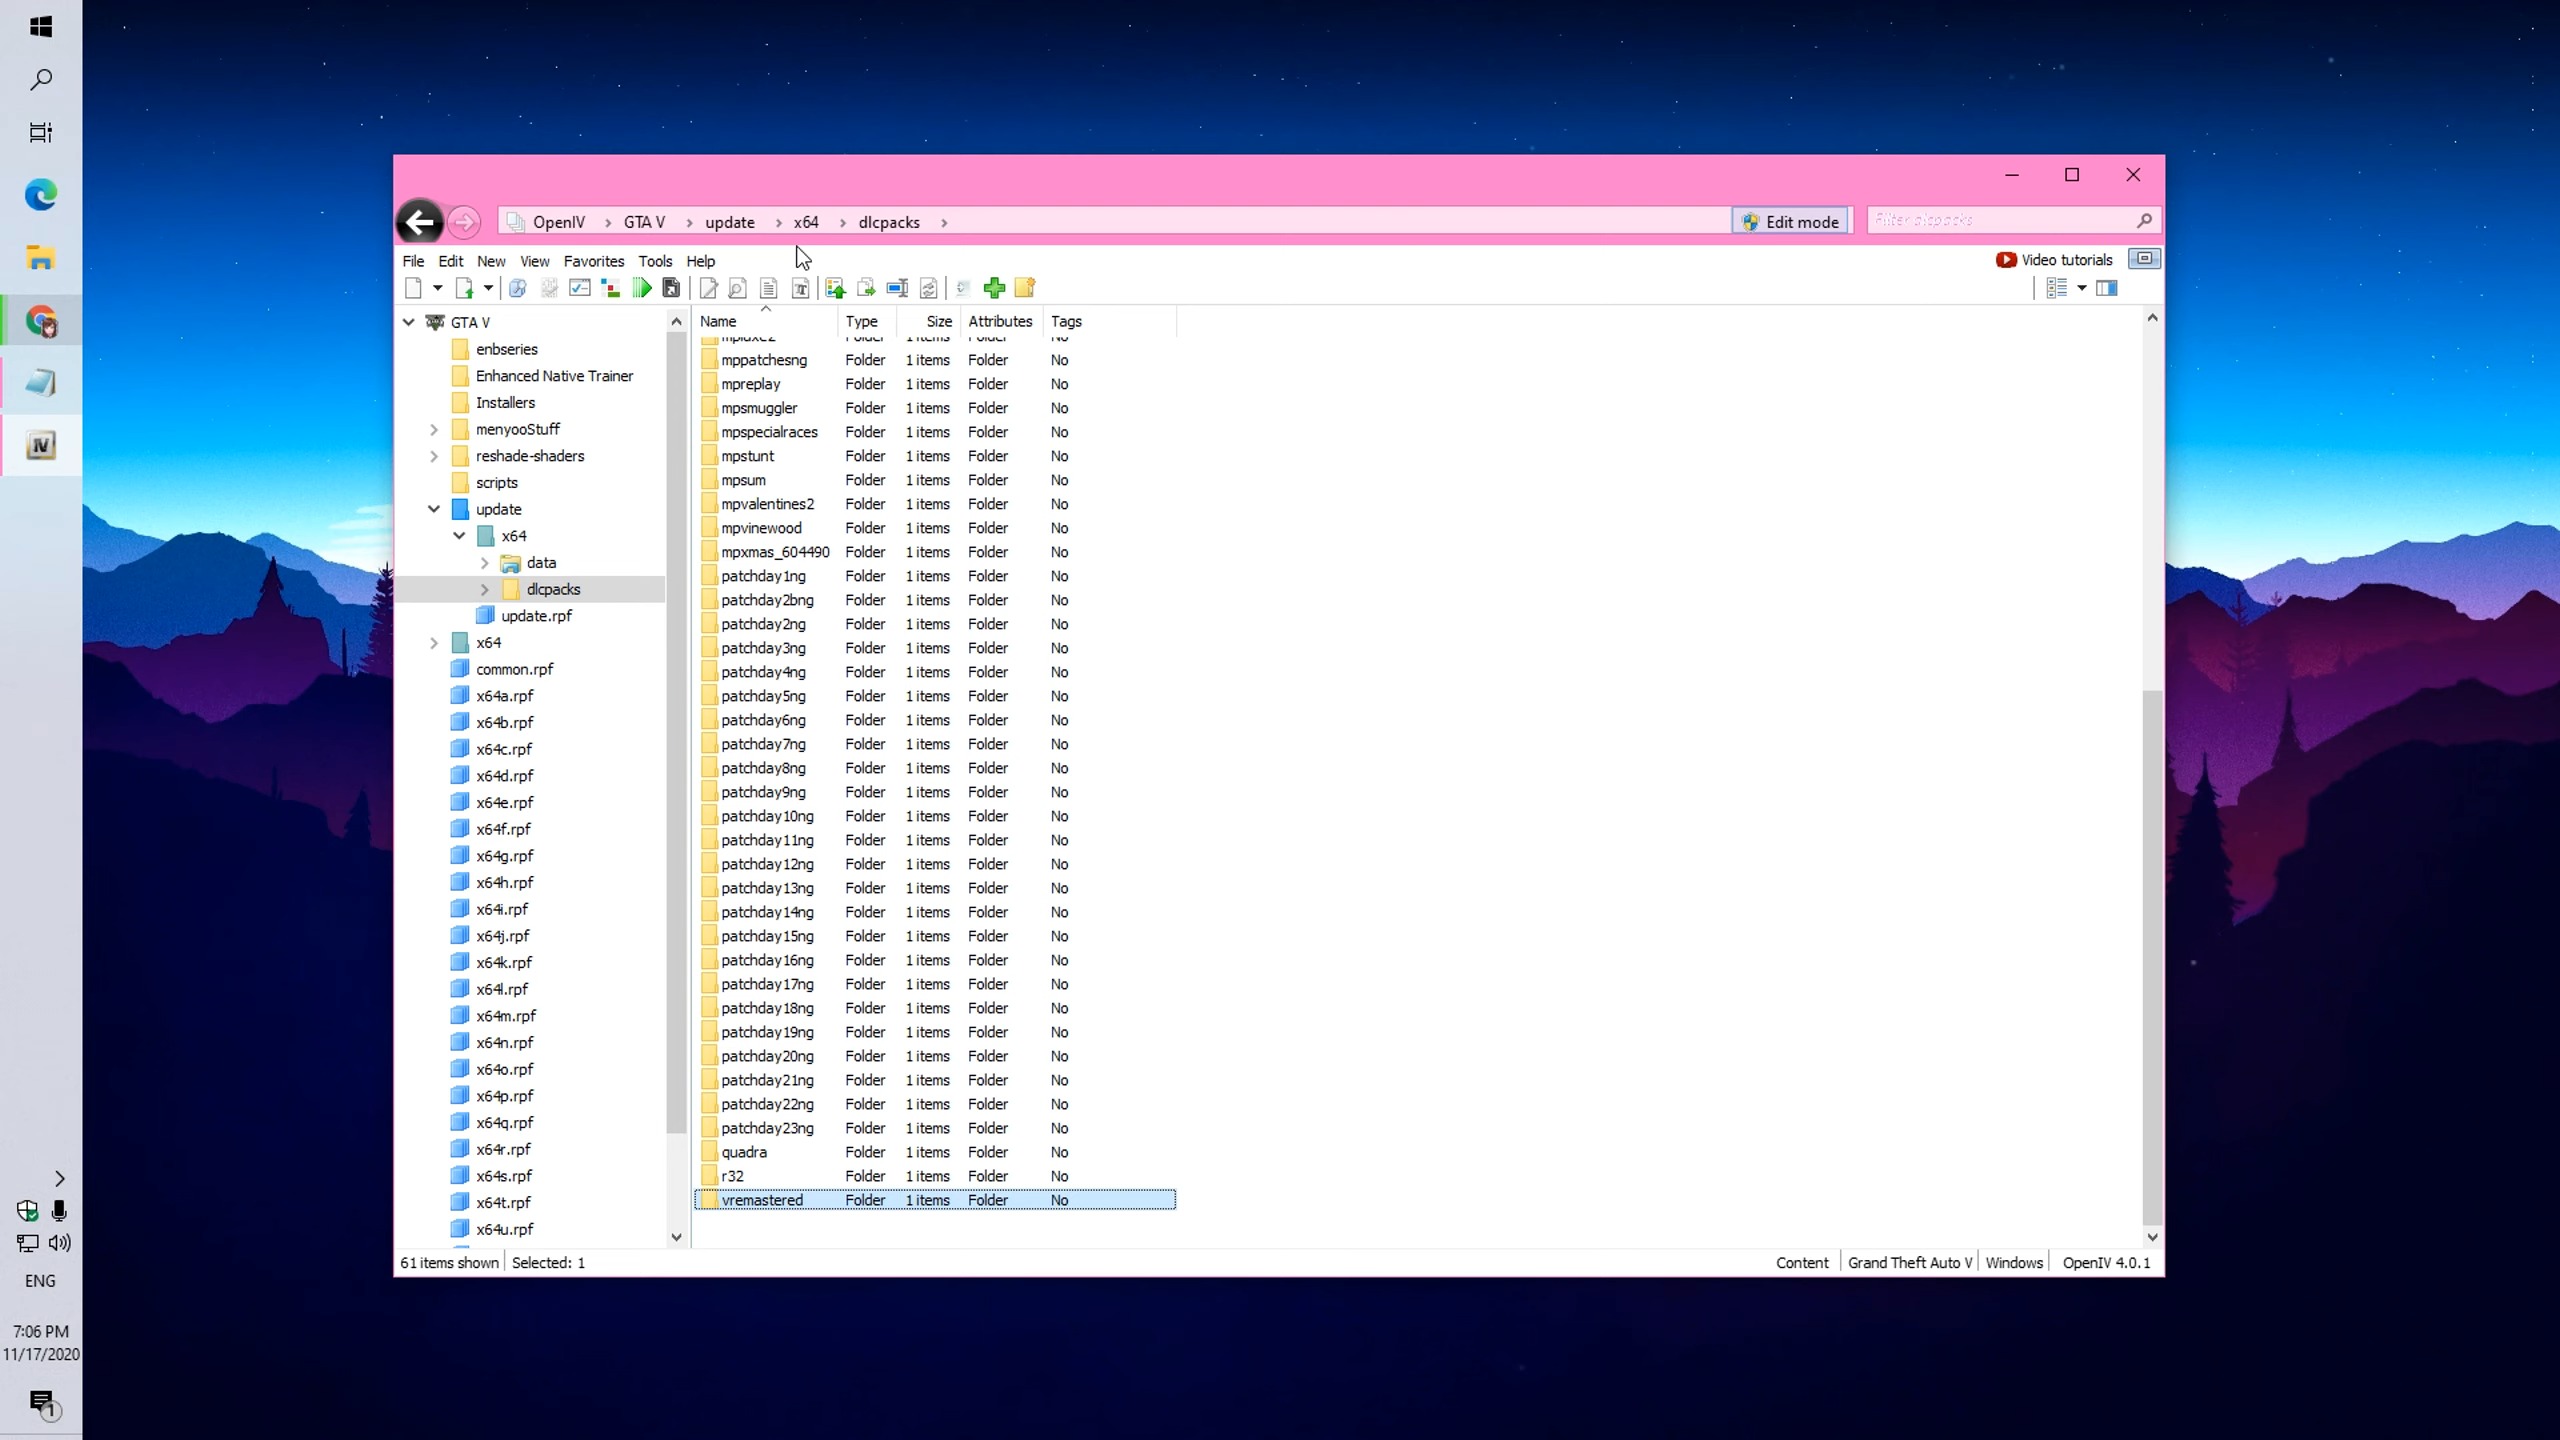 OpenIV GTA V update x64 dlcpacks
Edit mode
Filter dlcpacks
File Edit New View Favorites Tools Help
Video tutorials
GTA V
enbseries
Enhanced Native Trainer
Installers
menyooStuff
reshade-shaders
scripts
update
x64
data
dlcpacks
update.rpf
x64
common.rpf
x64a.rpf
x64b.rpf
x64c.rpf
x64d.rpf
x64e.rpf
x64f.rpf
x64g.rpf
x64h.rpf
x64i.rpf
x64j.rpf
x64k.rpf
x64l.rpf
x64m.rpf
x64n.rpf
x64o.rpf
x64p.rpf
x64q.rpf
x64r.rpf
x64s.rpf
x64t.rpf
x64u.rpf
Name Type Size Attributes Tags
mpluxe2 Folder 1 items Folder No
mppatchesng Folder 1 items Folder No
mpreplay Folder 1 items Folder No
mpsmuggler Folder 1 items Folder No
mpspecialraces Folder 1 items Folder No
mpstunt Folder 1 items Folder No
mpsum Folder 1 items Folder No
mpvalentines2 Folder 1 items Folder No
mpvinewood Folder 1 items Folder No
mpxmas_604490 Folder 1 items Folder No
patchday1ng Folder 1 items Folder No
patchday2bng Folder 1 items Folder No
patchday2ng Folder 1 items Folder No
patchday3ng Folder 1 items Folder No
patchday4ng Folder 1 items Folder No
patchday5ng Folder 1 items Folder No
patchday6ng Folder 1 items Folder No
patchday7ng Folder 1 items Folder No
patchday8ng Folder 1 items Folder No
patchday9ng Folder 1 items Folder No
patchday10ng Folder 1 items Folder No
patchday11ng Folder 1 items Folder No
patchday12ng Folder 1 items Folder No
patchday13ng Folder 1 items Folder No
patchday14ng Folder 1 items Folder No
patchday15ng Folder 1 items Folder No
patchday16ng Folder 1 items Folder No
patchday17ng Folder 1 items Folder No
patchday18ng Folder 1 items Folder No
patchday19ng Folder 1 items Folder No
patchday20ng Folder 1 items Folder No
patchday21ng Folder 1 items Folder No
patchday22ng Folder 1 items Folder No
patchday23ng Folder 1 items Folder No
quadra Folder 1 items Folder No
r32 Folder 1 items Folder No
vremastered Folder 1 items Folder No
61 items shown Selected: 1
Content Grand Theft Auto V Windows OpenIV 4.0.1
IV
ENG
7:06 PM
11/17/2020
1